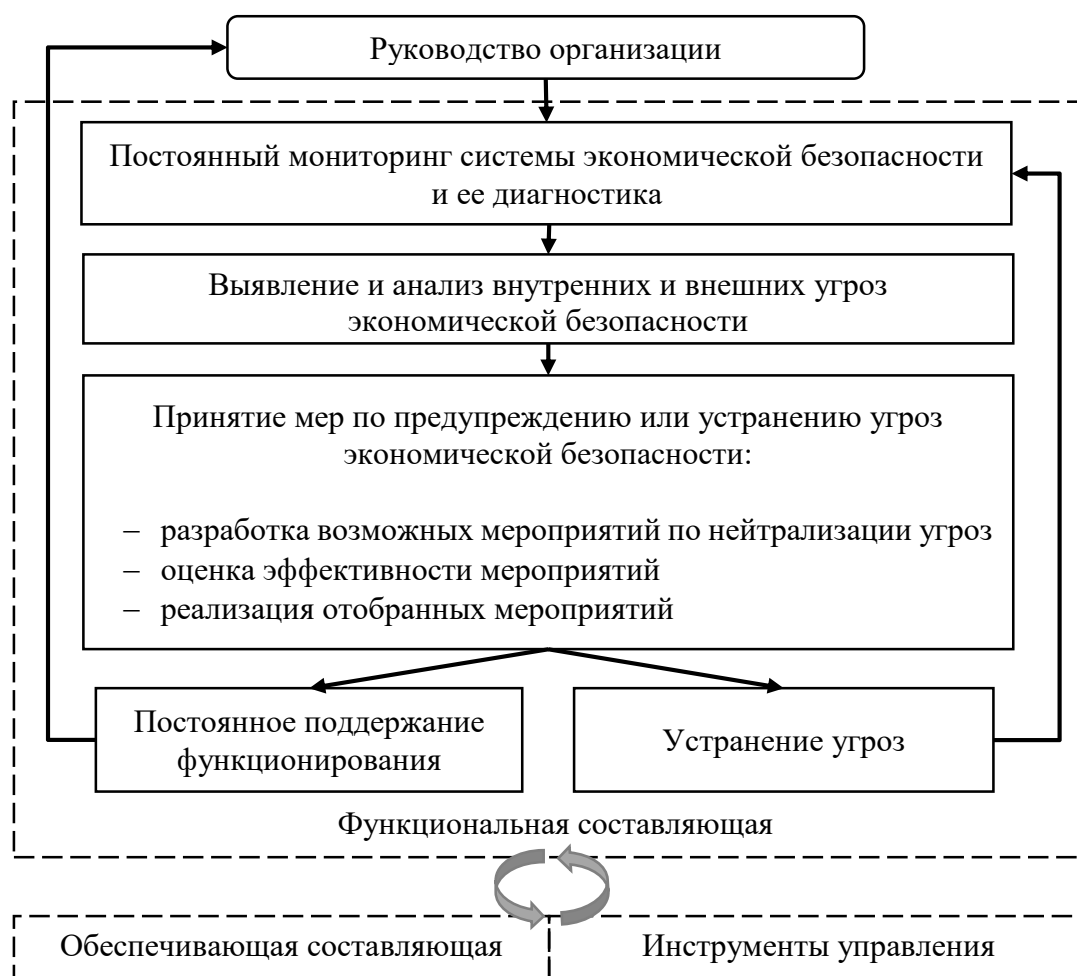 Руководство организации
Постоянный мониторинг системы экономической безопасности
и ее диагностика
Выявление и анализ внутренних и внешних угроз
экономической безопасности
Принятие мер по предупреждению или устранению угроз
экономической безопасности:
– разработка возможных мероприятий по нейтрализации угроз
– оценка эффективности мероприятий
– реализация отобранных мероприятий
Постоянное поддержание
функционирования
Устранение угроз
Функциональная составляющая
Обеспечивающая составляющая
Инструменты управления